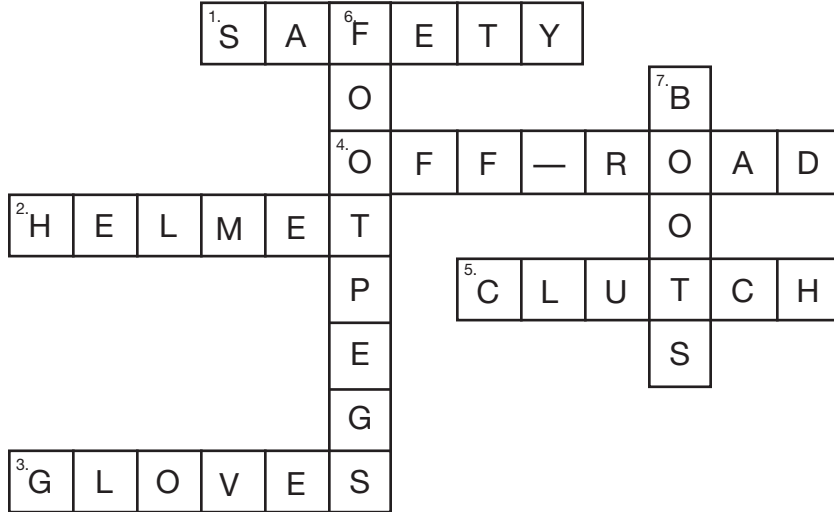 1. S A 6. F E T Y
O 7. B
4. O F F — R O A D
2. H E L M E T O
P 5. C L U T C H
E S
G
3. G L O V E S